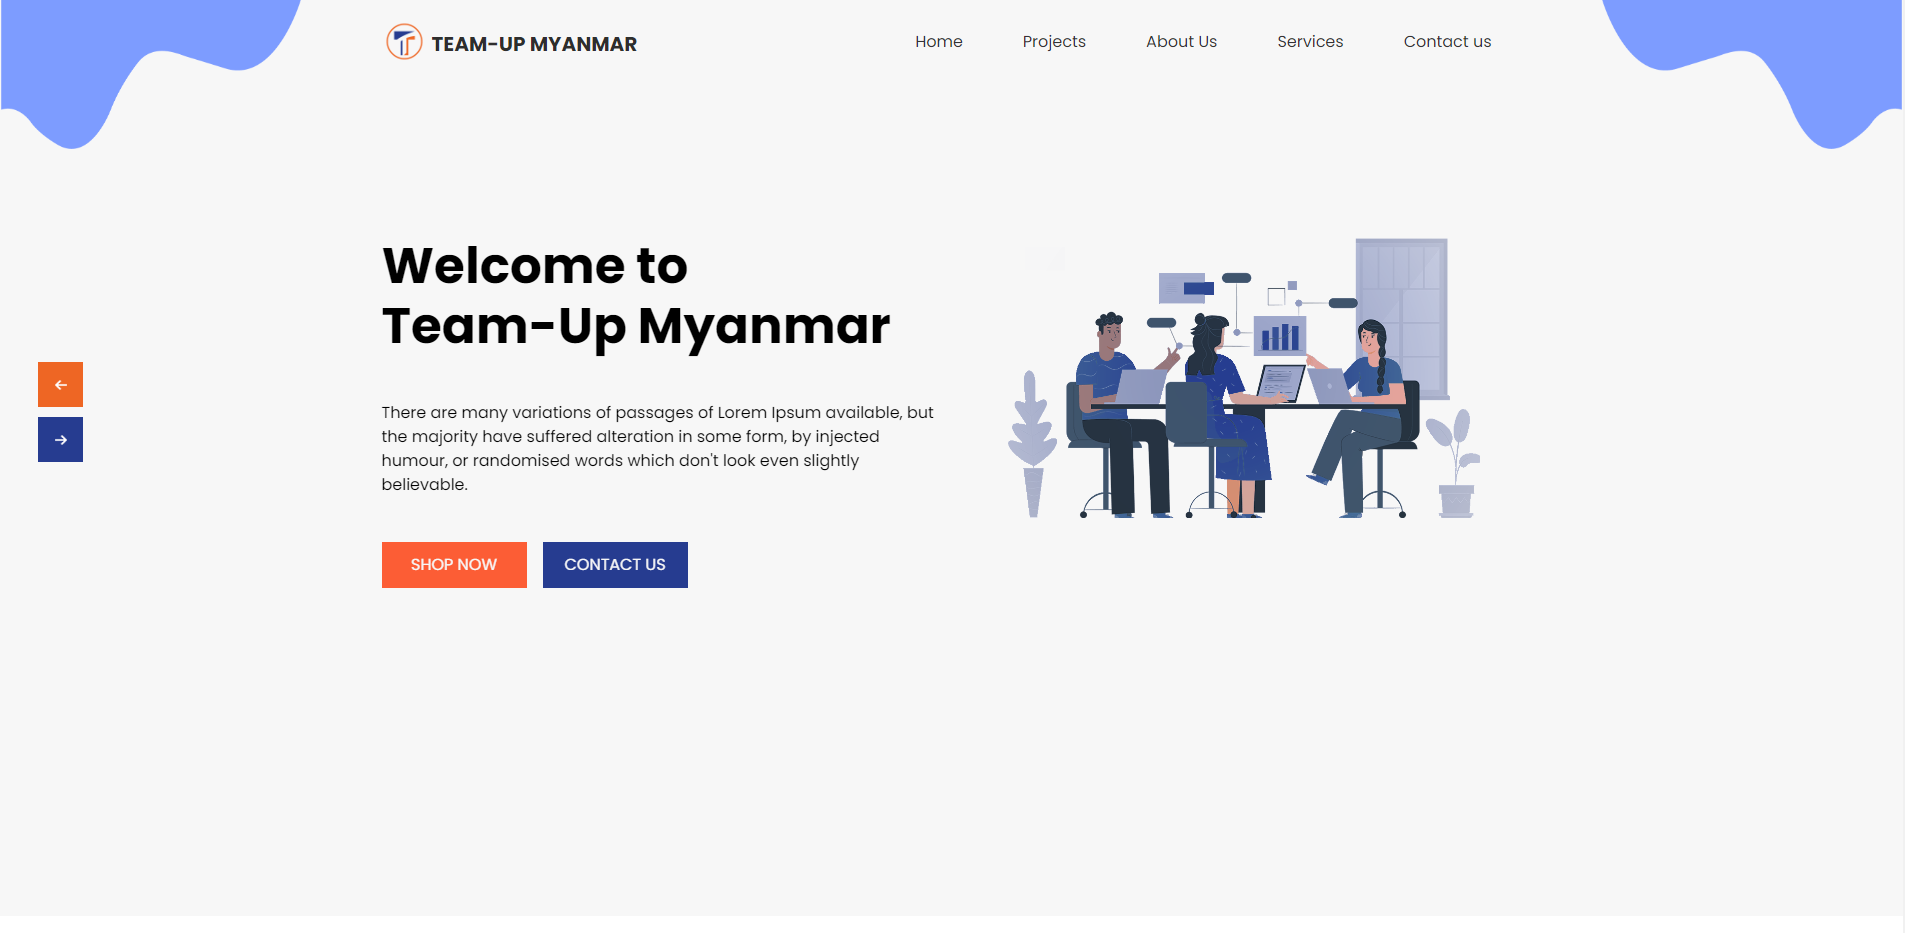 TEAM-UP MYANMAR
Home
Projects
About Us
Services
Contact us
Welcome to
Team-Up Myanmar
There are many variations of passages of Lorem Ipsum available, but
the majority have suffered alteration in some form, by injected
humour, or randomised words which don't look even slightly
believable.
SHOP NOW
CONTACT US